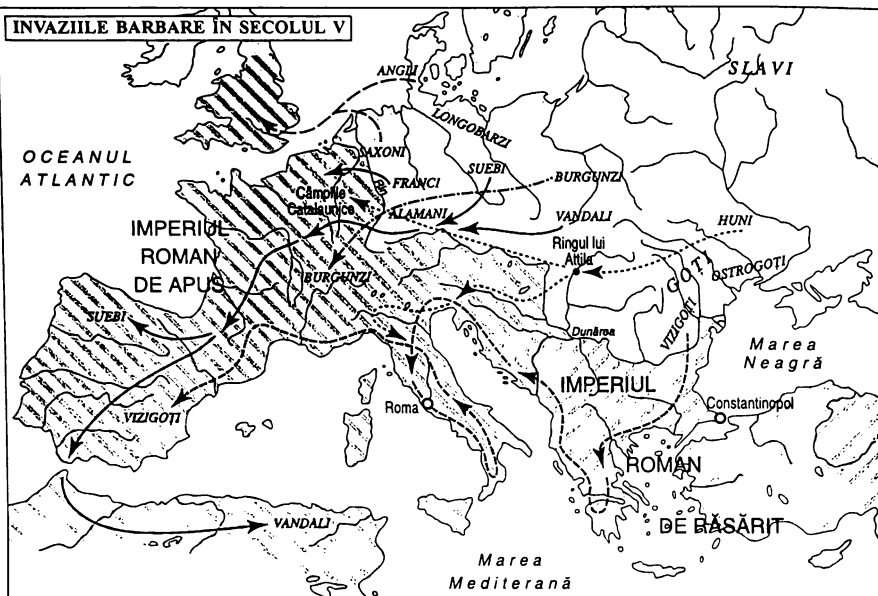 INVAZIILE BARBARE ÎN SECOLUL V
SLAVI
ANGLI
LONGOBARZI
OCEANUL
ATLANTIC
SAXONI
SUEBI
FRANCI
BURGUNZI
Câmpiile
Catalaunice
ALAMANI
VANDALI
HUNI
IMPERIUL
ROMAN
DE APUS
Ringul lui
Attila
BURGUNZI
GOȚI
OSTROGOȚI
VIZIGOȚI
SUEBI
Dunărea
Marea
Neagră
IMPERIUL
VIZIGOȚI
Roma
Constantinopol
ROMAN
VANDALI
DE RĂSĂRIT
Marea
Mediterană